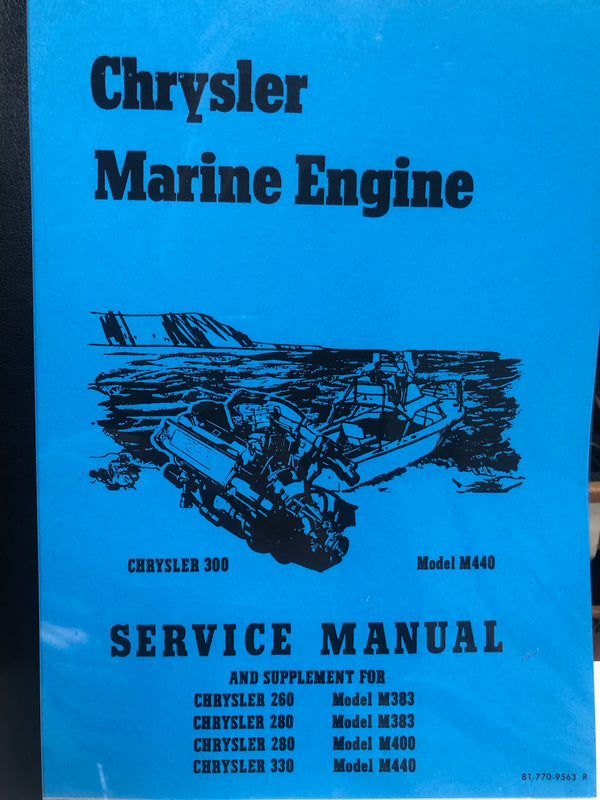 Chrysler
Marine Engine
CHRYSLER 300 Model M440
SERVICE MANUAL
AND SUPPLEMENT FOR
CHRYSLER 260 Model M383
CHRYSLER 280 Model M383
CHRYSLER 280 Model M400
CHRYSLER 330 Model M440
81-770-9563 R